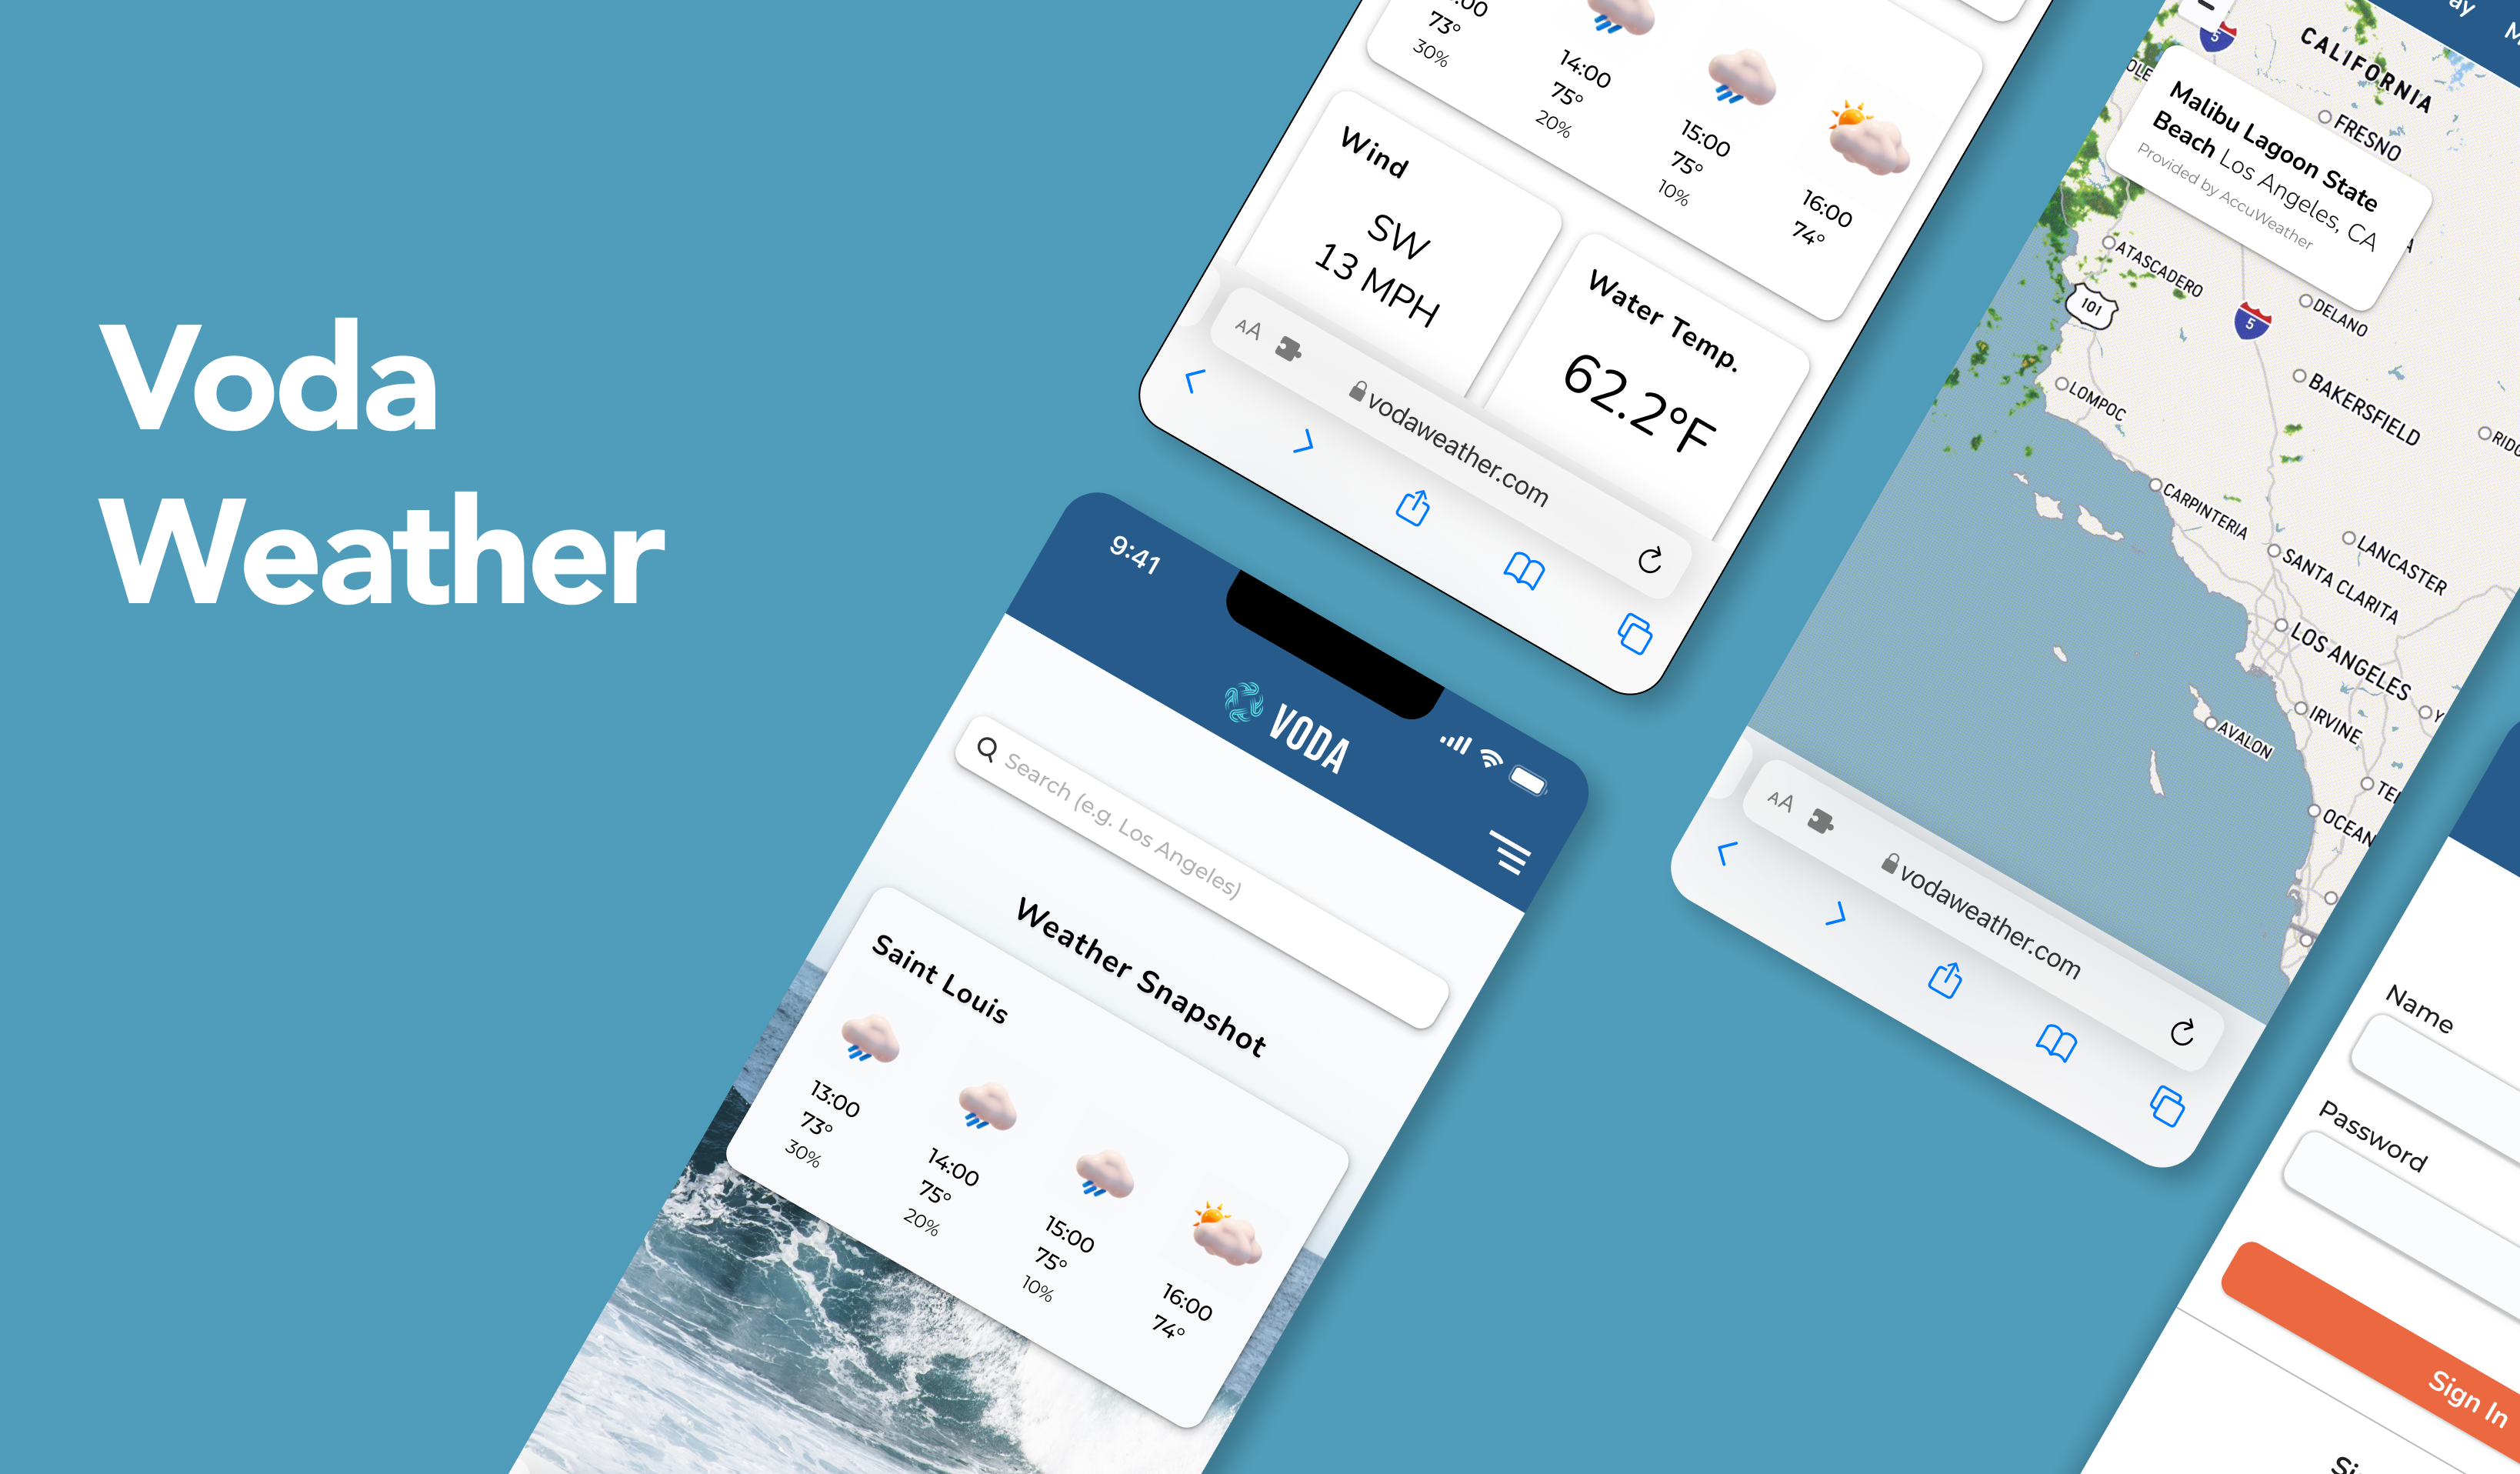 Voda
Weather
73°
30%
14:00
75°
20%
15:00
75°
10%
16:00
74°
Wind
SW
13 MPH
Water Temp.
62.2°F
AA
vodaweather.com
9:41
VODA
Search (e.g. Los Angeles)
Weather Snapshot
Saint Louis
13:00
73°
30%
14:00
75°
20%
15:00
75°
10%
16:00
74°
CALIFORNIA
5
Malibu Lagoon State
Beach Los Angeles, CA
Provided by AccuWeather
FRESNO
ATASCADERO
101
5
DELANO
LOMPOC
BAKERSFIELD
CARPINTERIA
LANCASTER
SANTA CLARITA
LOS ANGELES
IRVINE
AVALON
OCEAN
AA
vodaweather.com
Name
Password
Sign In